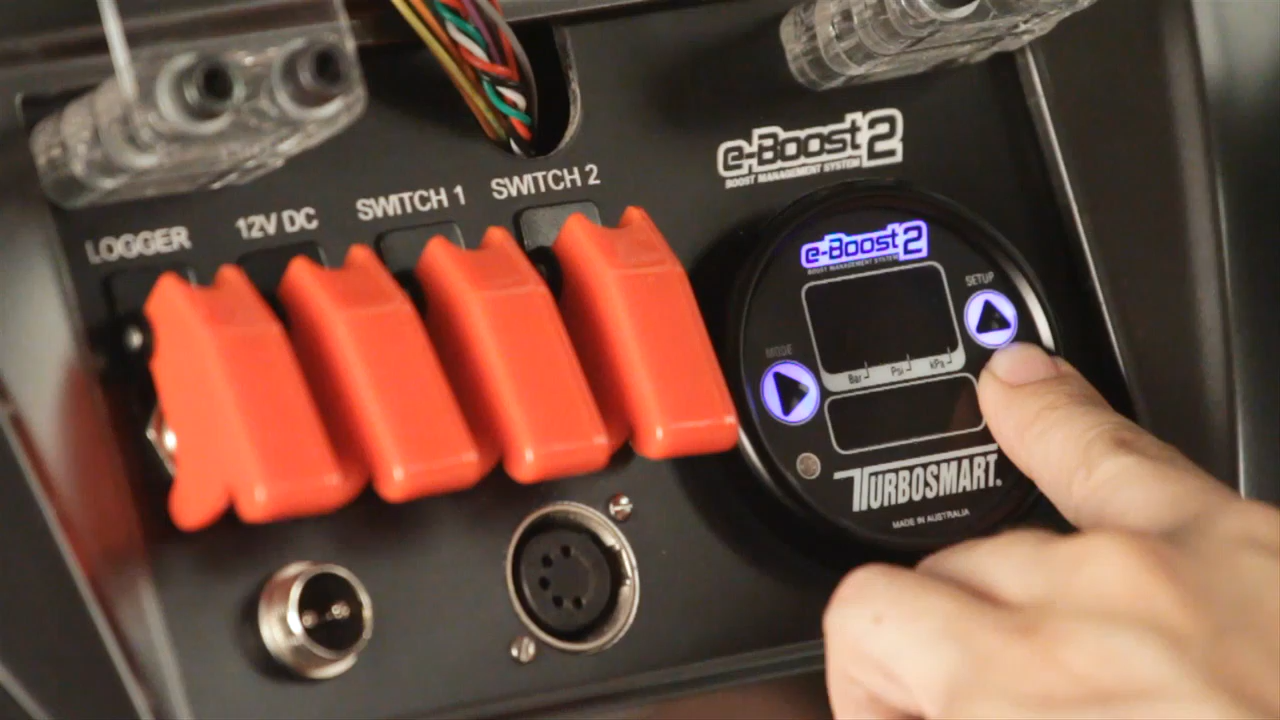 LOGGER
12V DC
SWITCH 1
SWITCH 2
e-Boost2
BOOST MANAGEMENT SYSTEM
e-Boost2
BOOST MANAGEMENT SYSTEM
SETUP
MODE
Bar
Psi
kPa
TURBOSMART.
MADE IN AUSTRALIA